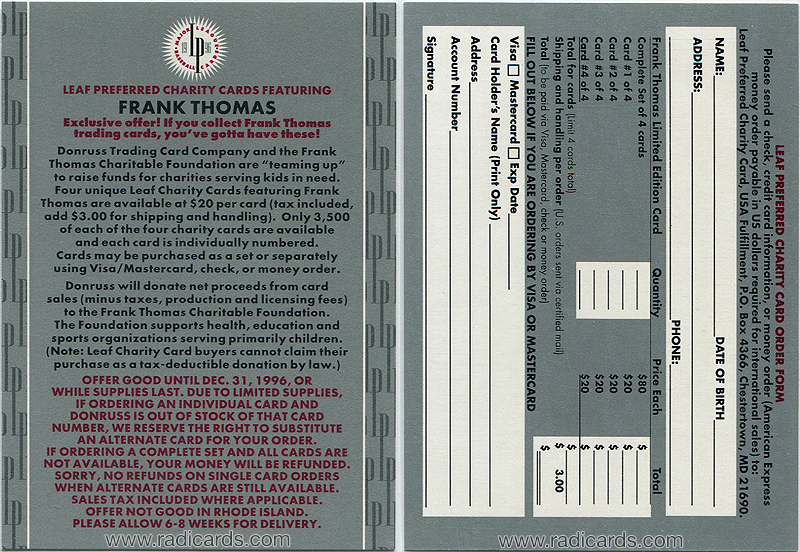 MAJOR LEAGUE
19 LP 96
BASEBALL CARDS
LEAF PREFERRED CHARITY CARDS FEATURING
FRANK THOMAS
Exclusive offer! If you collect Frank Thomas
trading cards, you've gotta have these!
Donruss Trading Card Company and the Frank
Thomas Charitable Foundation are "teaming up"
to raise funds for charities serving kids in need.
Four unique Leaf Charity Cards featuring Frank
Thomas are available at $20 per card (tax included,
add $3.00 for shipping and handling). Only 3,500
of each of the four charity cards are available
and each card is individually numbered.
Cards may be purchased as a set or separately
using Visa/Mastercard, check, or money order.
Donruss will donate net proceeds from card
sales (minus taxes, production and licensing fees)
to the Frank Thomas Charitable Foundation.
The Foundation supports health, education and
sports organizations serving primarily children.
(Note: Leaf Charity Card buyers cannot claim their
purchase as a tax-deductible donation by law.)
OFFER GOOD UNTIL DEC. 31, 1996, OR
WHILE SUPPLIES LAST. DUE TO LIMITED SUPPLIES,
IF ORDERING AN INDIVIDUAL CARD AND
DONRUSS IS OUT OF STOCK OF THAT CARD
NUMBER, WE RESERVE THE RIGHT TO SUBSTITUTE
AN ALTERNATE CARD FOR YOUR ORDER.
IF ORDERING A COMPLETE SET AND ALL CARDS ARE
NOT AVAILABLE, YOUR MONEY WILL BE REFUNDED.
SORRY, NO REFUNDS ON SINGLE CARD ORDERS
WHEN ALTERNATE CARDS ARE STILL AVAILABLE.
SALES TAX INCLUDED WHERE APPLICABLE.
OFFER NOT GOOD IN RHODE ISLAND.
PLEASE ALLOW 6-8 WEEKS FOR DELIVERY.
www.radicards.com
LEAF PREFERRED CHARITY CARD ORDER FORM
Please send a check, credit card information, or money order (American Express
money order payable in US dollars required for international sales) to:
Leaf Preferred Charity Card, USA Fulfillment, P.O. Box 4366, Chestertown, MD 21690.
NAME: DATE OF BIRTH
ADDRESS:
PHONE:
Frank Thomas Limited Edition Card Quantity Price Each Total
Complete Set of 4 cards $80 $
Card #1 of 4 $20 $
Card #2 of 4 $20 $
Card #3 of 4 $20 $
Card #4 of 4 $20 $
Total for cards (Limit 4 cards total) $
Shipping and handling per order (U.S. orders sent via certified mail) $ 3.00
Total (to be paid via Visa, Mastercard, check or money order) $
FILL OUT BELOW IF YOU ARE ORDERING BY VISA OR MASTERCARD
Visa Mastercard Exp Date
Card Holder's Name (Print Only)
Address
Account Number
Signature
www.radicards.com